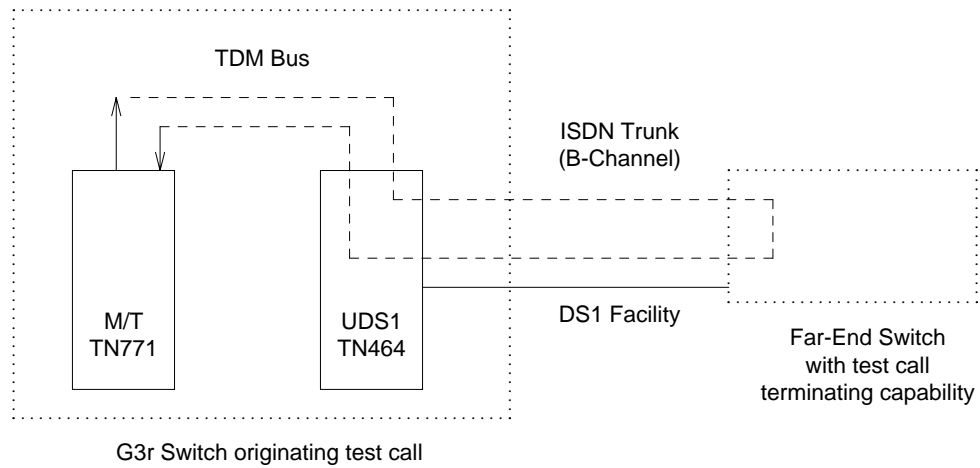 TDM Bus
ISDN Trunk
(B-Channel)
M/T
TN771
UDS1
TN464
DS1 Facility
Far-End Switch
with test call
terminating capability
G3r Switch originating test call